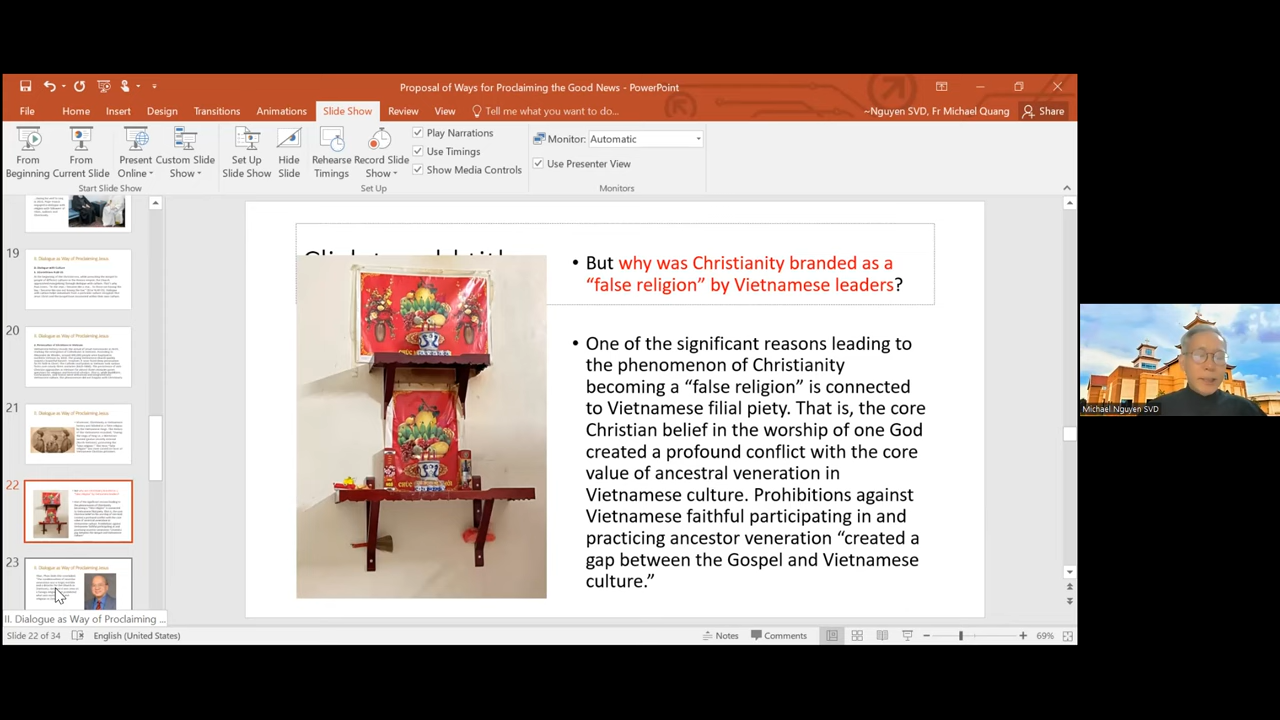 Proposal of Ways for Proclaiming the Good News - PowerPoint
File
Home
Insert
Design
Transitions
Animations
Slide Show
Review
View
Tell me what you want to do...
~Nguyen SVD, Fr Michael Quang
Share
From Beginning
From Current Slide
Present Online
Custom Slide Show
Set Up Slide Show
Hide Slide
Rehearse Timings
Record Slide Show
Play Narrations
Use Timings
Show Media Controls
Monitor: Automatic
Use Presenter View
Start Slide Show
Set Up
Monitors
19
20
21
22
23
• But why was Christianity branded as a
“false religion” by Vietnamese leaders?
• One of the significant reasons leading to
the phenomenon of Christianity
becoming a “false religion” is connected
to Vietnamese filial piety. That is, the core
Christian belief in the worship of one God
created a profound conflict with the core
value of ancestral veneration in
Vietnamese culture. Prohibitions against
Vietnamese faithful participating in and
practicing ancestor veneration “created a
gap between the Gospel and Vietnamese
culture.”
Michael Nguyen SVD
II. Dialogue as Way of Proclaiming ...
Slide 22 of 34
English (United States)
Notes
Comments
69%